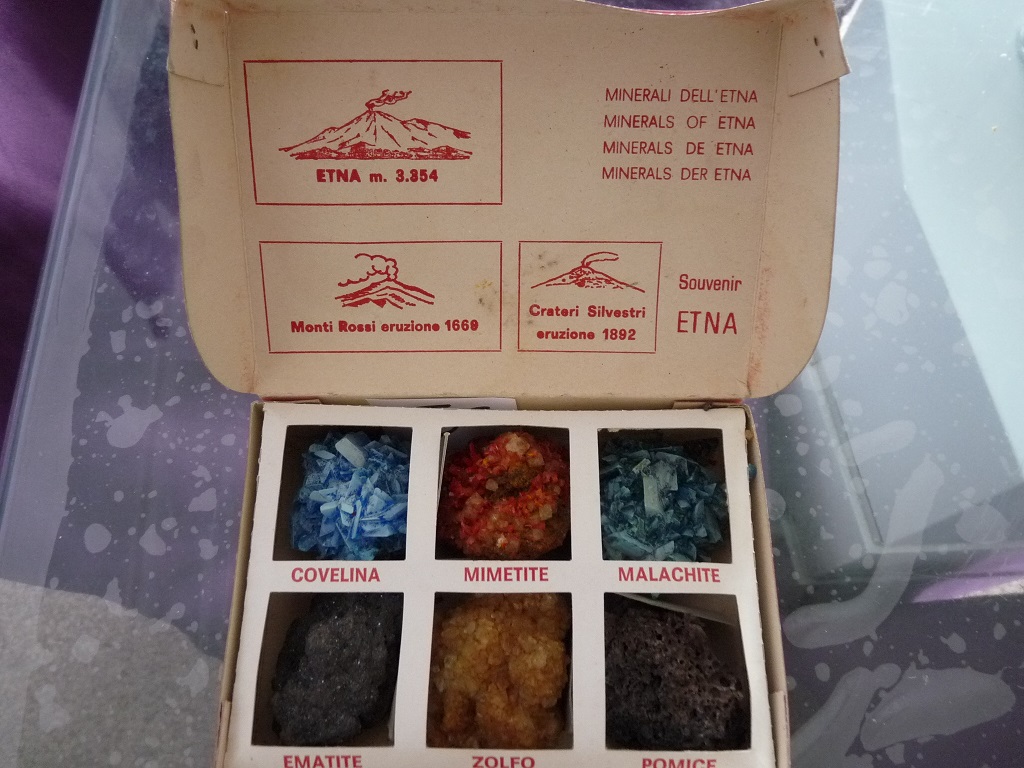 MINERALI DELL'ETNA
MINERALS OF ETNA
MINERALS DE ETNA
MINERALS DER ETNA
ETNA m. 3.354
Monti Rossi eruzione 1669
Crateri Silvestri
eruzione 1892
Souvenir
ETNA
COVELINA
MIMETITE
MALACHITE
EMATITE
ZOLFO
POMICE